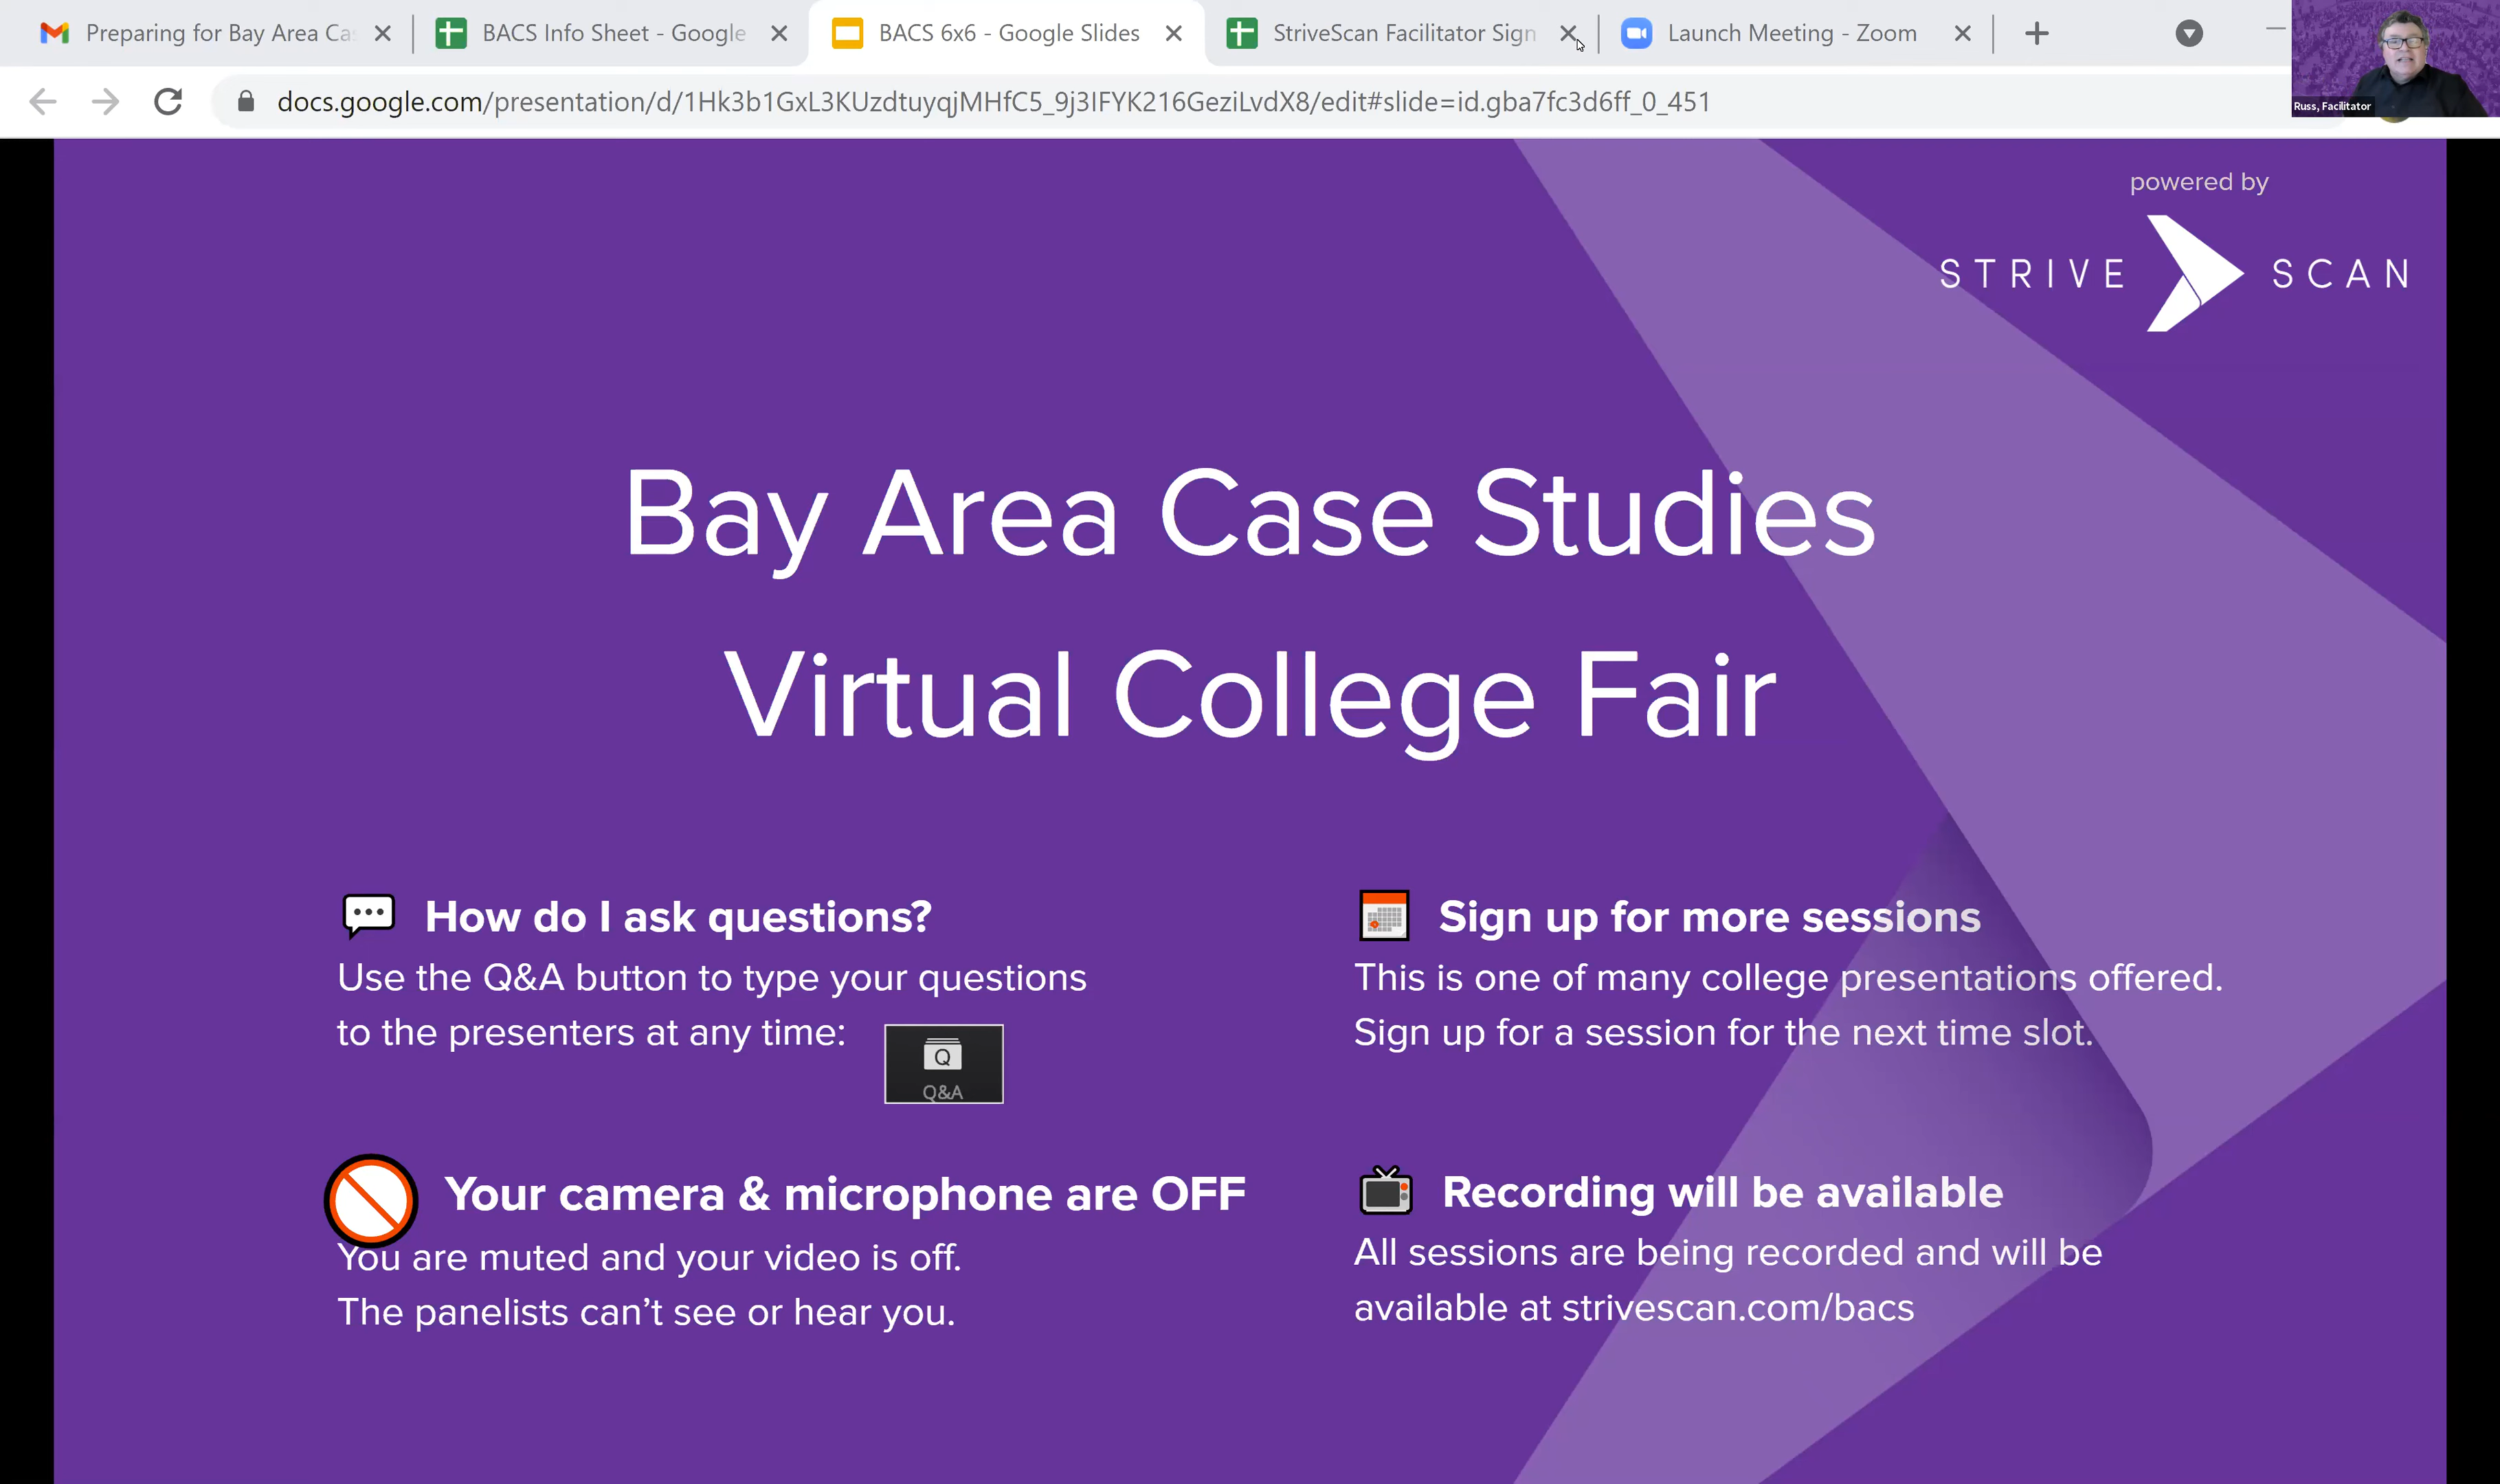 Preparing for Bay Area Ca
BACS Info Sheet - Google
BACS 6x6 - Google Slides
StriveScan Facilitator Sign
Launch Meeting - Zoom
docs.google.com/presentation/d/1Hk3b1GxL3KUzdtuyqjMHfC5_9j3IFYK216GeziLvdX8/edit#slide=id.gba7fc3d6ff_0_451
Russ, Facilitator
powered by
STRIVE SCAN
Bay Area Case Studies
Virtual College Fair
How do I ask questions?
Use the Q&A button to type your questions
to the presenters at any time:
Q
Q&A
Sign up for more sessions
This is one of many college presentations offered.
Sign up for a session for the next time slot.
Your camera & microphone are OFF
You are muted and your video is off.
The panelists can't see or hear you.
Recording will be available
All sessions are being recorded and will be
available at strivescan.com/bacs